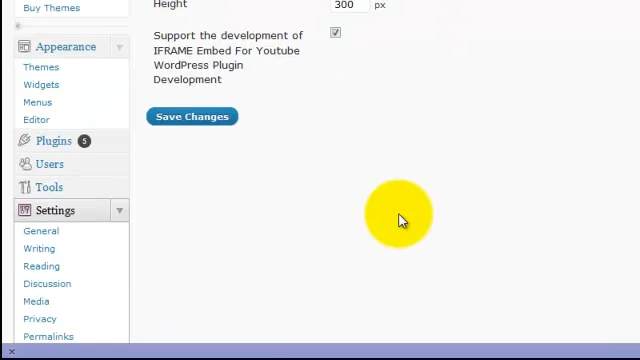 Buy Themes
Appearance
Themes
Widgets
Menus
Editor
Plugins 5
Users
Tools
Settings
General
Writing
Reading
Discussion
Media
Privacy
Permalinks
Height 300 px
Support the development of
IFRAME Embed For Youtube
WordPress Plugin
Development
Save Changes